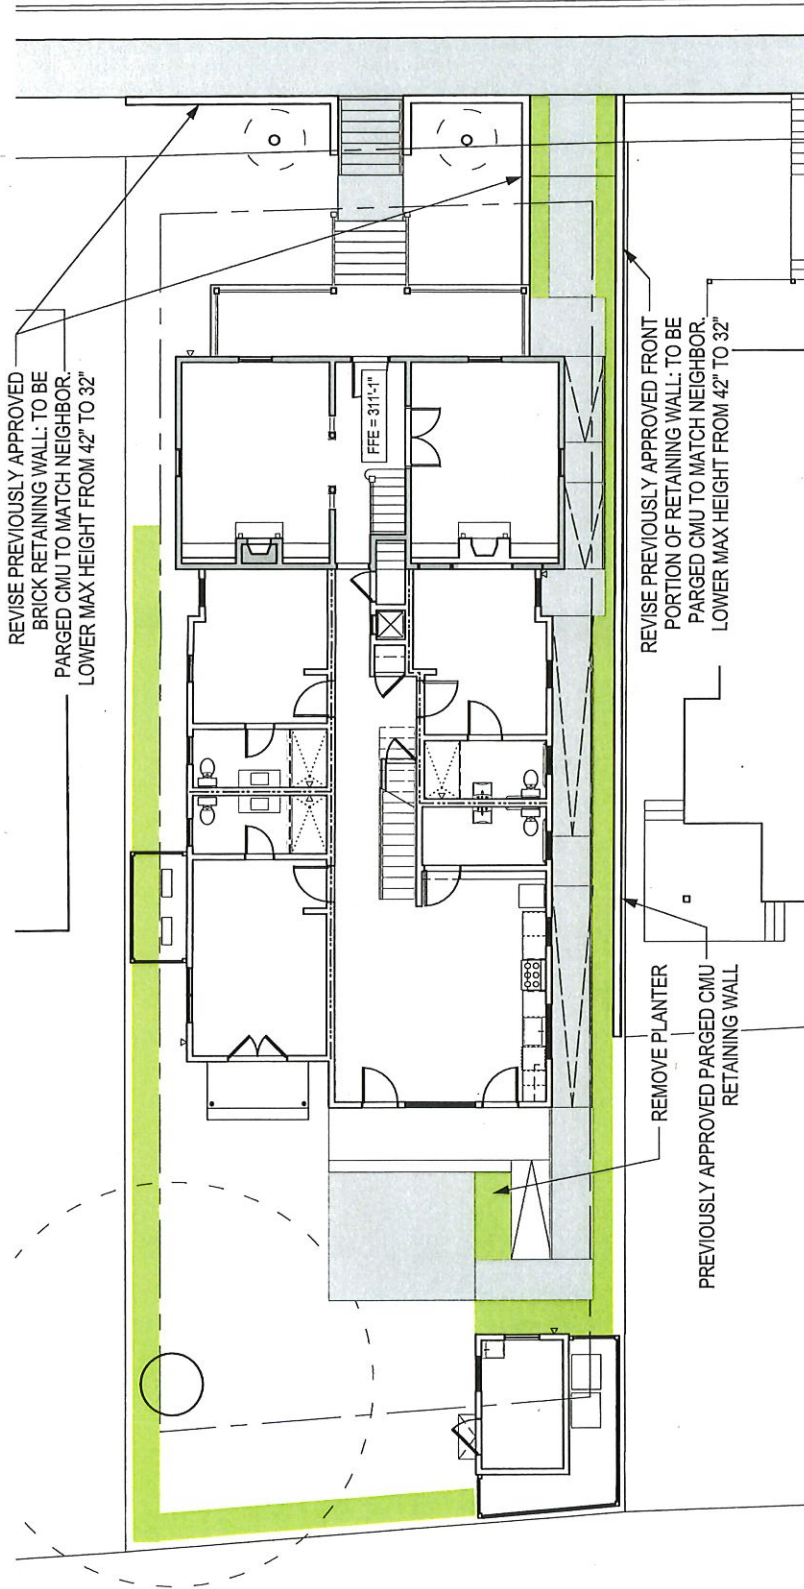 REVISE PREVIOUSLY APPROVED
BRICK RETAINING WALL: TO BE
PARGED CMU TO MATCH NEIGHBOR.
LOWER MAX HEIGHT FROM 42" TO 32"
FFE = 311'-1"
REVISE PREVIOUSLY APPROVED FRONT
PORTION OF RETAINING WALL: TO BE
PARGED CMU TO MATCH NEIGHBOR.
LOWER MAX HEIGHT FROM 42" TO 32"
REMOVE PLANTER
PREVIOUSLY APPROVED PARGED CMU
RETAINING WALL